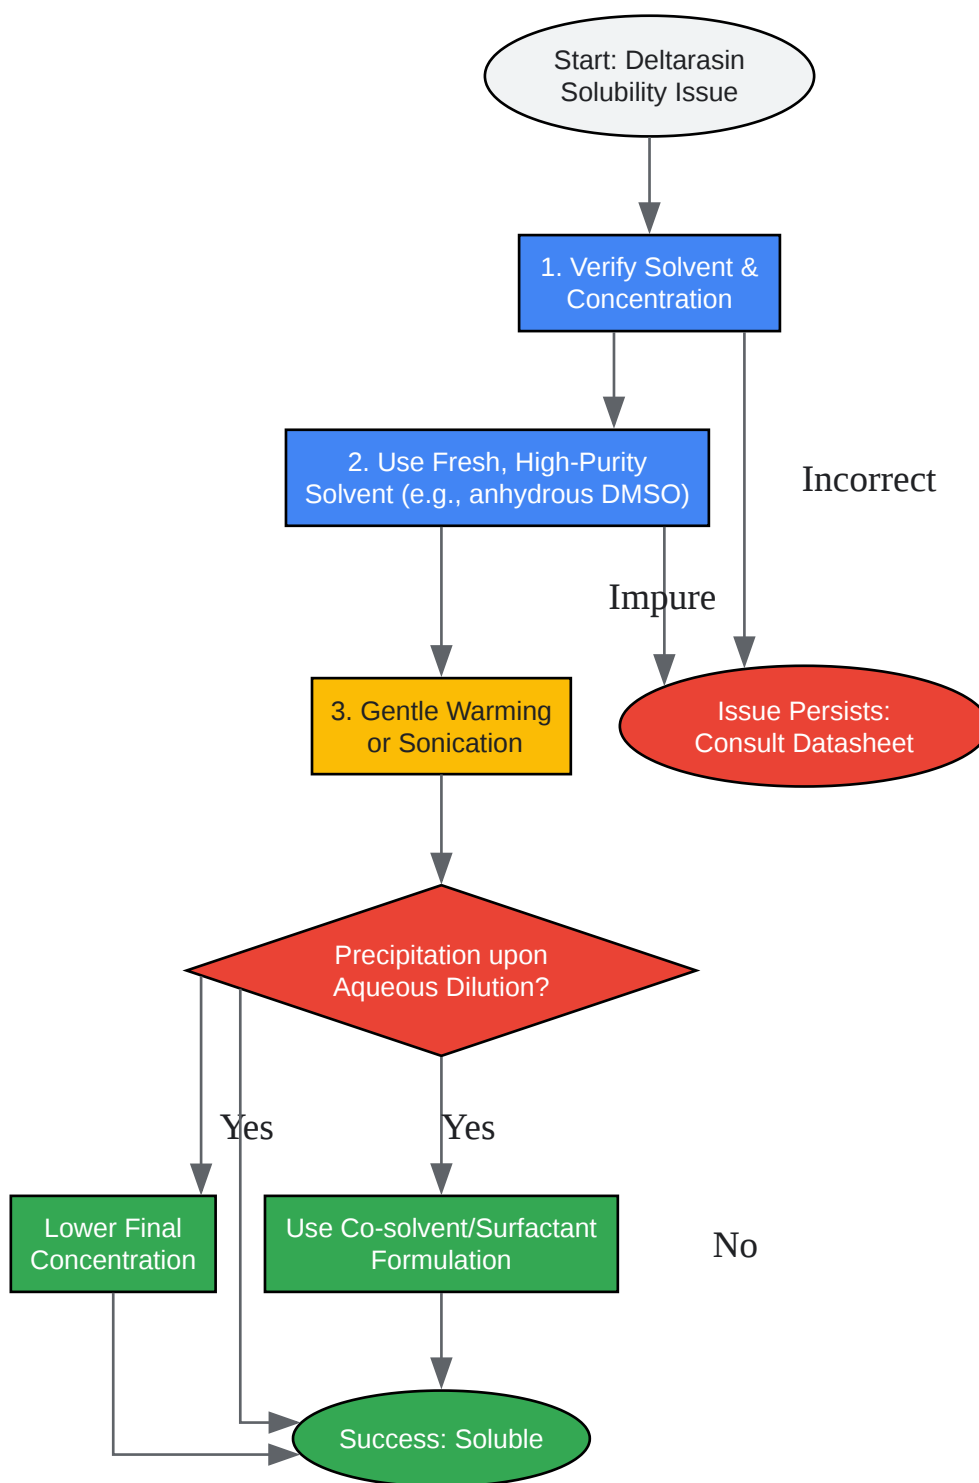 Start: Deltarasin
Solubility Issue
1. Verify Solvent &
Concentration
2. Use Fresh, High-Purity
Solvent (e.g., anhydrous DMSO)
Incorrect
Impure
3. Gentle Warming
or Sonication
Issue Persists:
Consult Datasheet
Precipitation upon
Aqueous Dilution?
Yes
Yes
Lower Final
Concentration
Use Co-solvent/Surfactant
Formulation
No
Success: Soluble